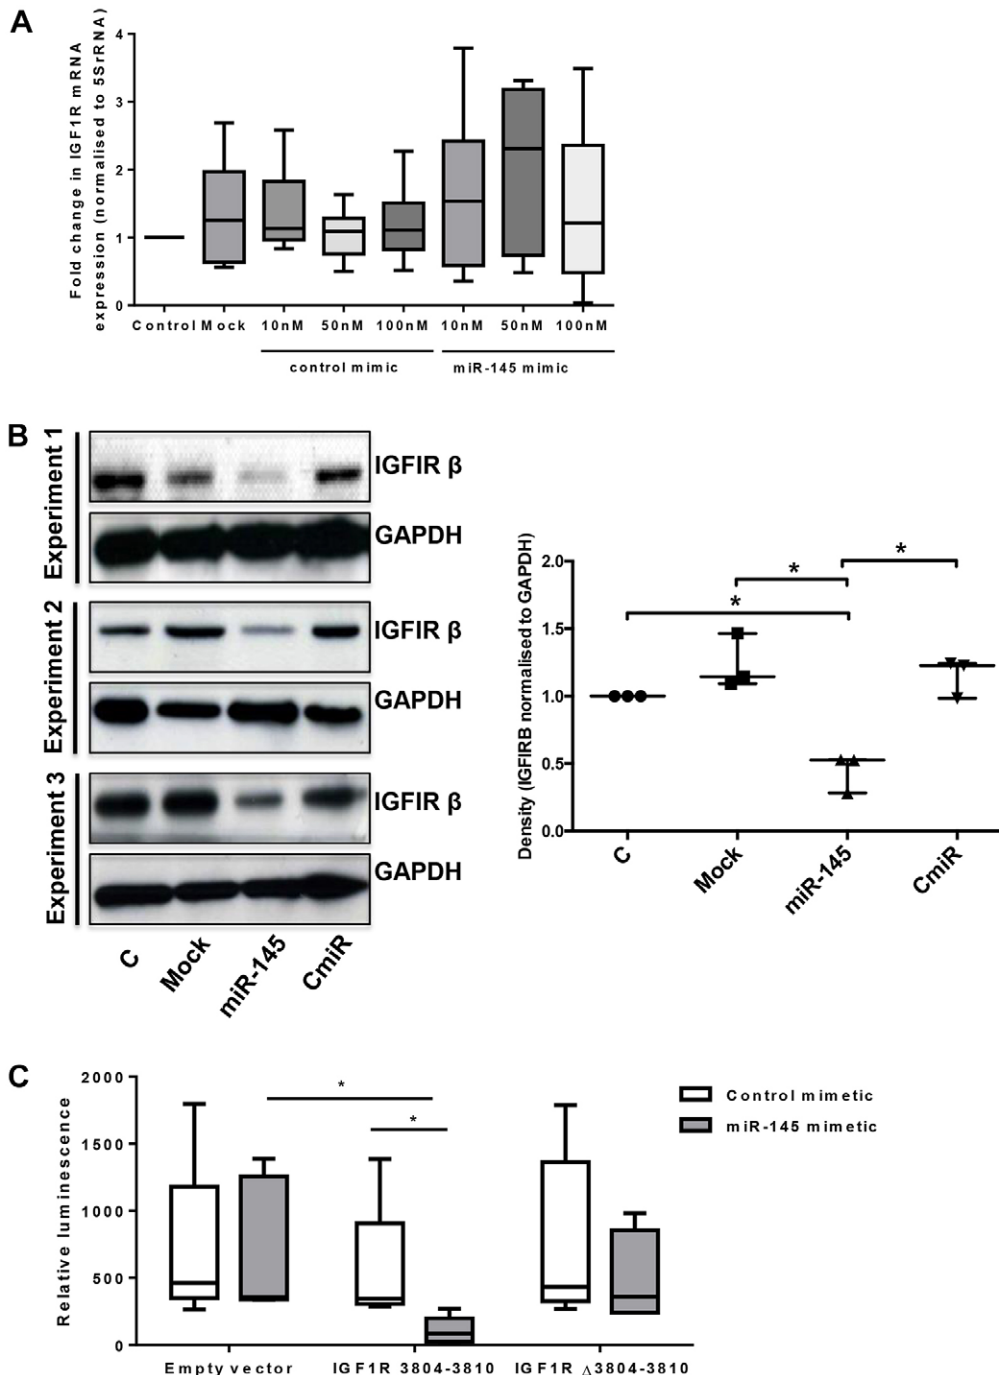 A
Fold change in IGF1R mRNA
expression (normalised to 5SrRNA)
4
3
2
1
0
Control Mock 10nM 50nM 100nM 10nM 50nM 100nM
control mimic miR-145 mimic
B
Experiment 1
IGFIR β
GAPDH
Experiment 2
IGFIR β
GAPDH
Experiment 3
IGFIR β
GAPDH
C Mock miR-145 CmiR
Density (IGFIRB normalised to GAPDH)
2.0
1.5
1.0
0.5
0.0
* * *
C Mock miR-145 CmiR
C
Relative luminescence
2000
1500
1000
500
0
* *
Control mimetic
miR-145 mimetic
Empty vector IGF1R 3804-3810 IGF1R Δ3804-3810